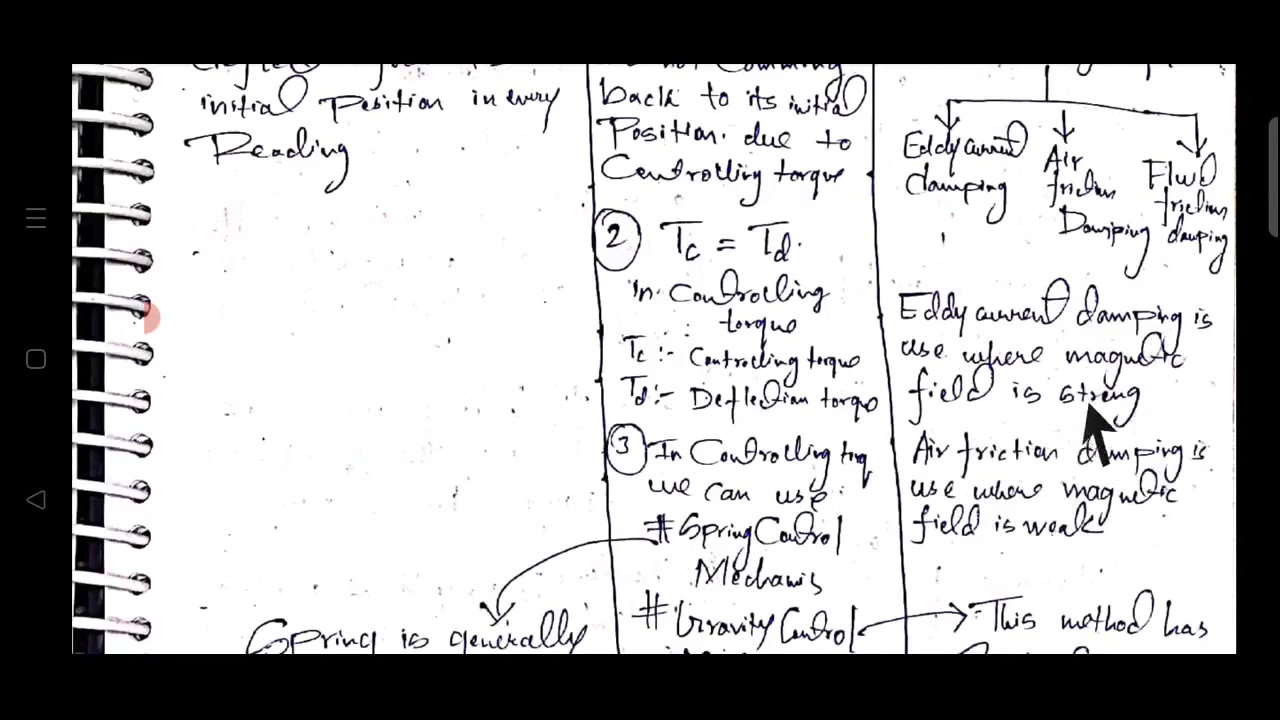 initial Position in every
Reading
back to its initial
Position. due to
Controlling torque
2 Tc = Td.
In Controlling
torque
Tc :- Controlling torque
Td :- Deflection torque
3 In Controlling torq
we can use :
# Spring Control
Mechanis
# Gravity Control
Spring is generally
Eddy current
damping
Air
friction
Damping
Fluid
friction
damping
Eddy current damping is
use where magnetic
field is strong
Air friction damping is
use where magnetic
field is weak
This method has